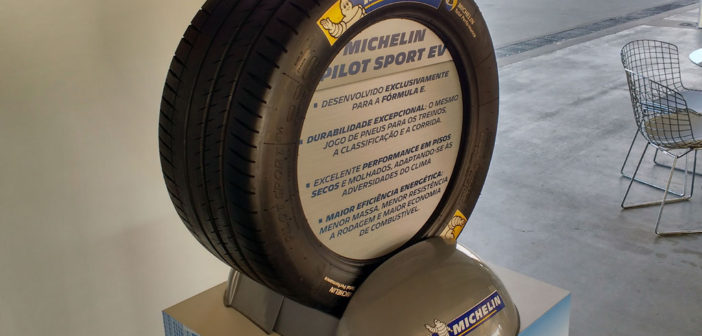 MICHELIN
MICHELIN
PILOT SPORT EV
▪ DESENVOLVIDO EXCLUSIVAMENTE
PARA A FÓRMULA E.
▪ DURABILIDADE EXCEPCIONAL: O MESMO
JOGO DE PNEUS PARA OS TREINOS,
A CLASSIFICAÇÃO E A CORRIDA.
▪ EXCELENTE PERFORMANCE EM PISOS
SECOS E MOLHADOS, ADAPTANDO-SE ÀS
ADVERSIDADES DO CLIMA
▪ MAIOR EFICIÊNCIA ENERGÉTICA:
MENOR MASSA, MENOR RESISTÊNCIA
A RODAGEM E MAIOR ECONOMIA
DE COMBUSTÍVEL.
MICHELIN